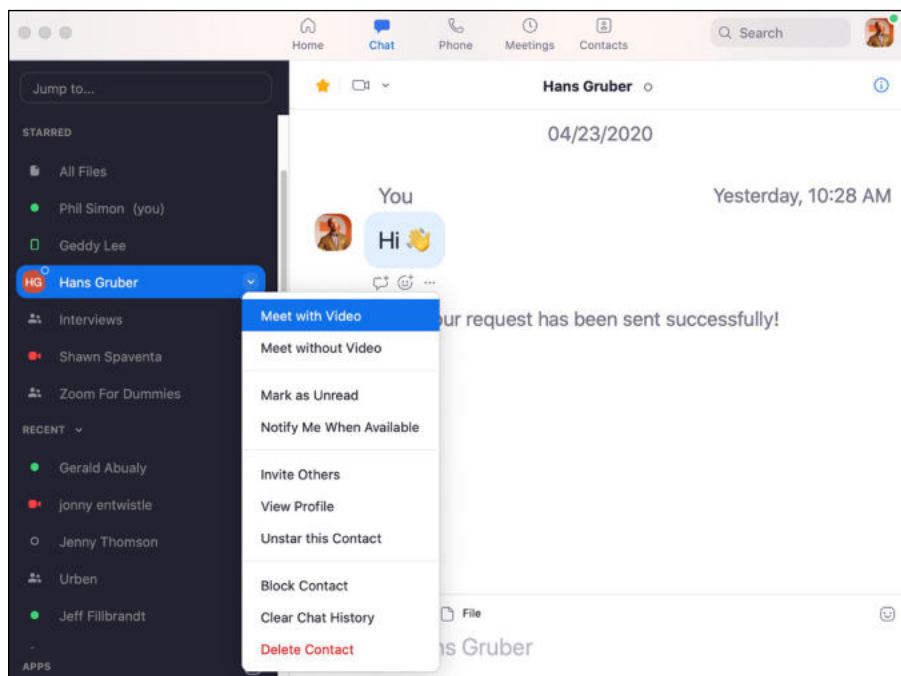 Home
Chat
Phone
Meetings
Contacts
Search
Jump to...
STARRED
All Files
Phil Simon (you)
Geddy Lee
HG Hans Gruber
Interviews
Shawn Spaventa
Zoom For Dummies
RECENT
Gerald Abualy
jonny entwistle
Jenny Thomson
Urben
Jeff Fillbrandt
APPS
Meet with Video
Meet without Video
Mark as Unread
Notify Me When Available
Invite Others
View Profile
Unstar this Contact
Block Contact
Clear Chat History
Delete Contact
Hans Gruber
04/23/2020
You
Yesterday, 10:28 AM
Hi 👋
ur request has been sent successfully!
File
ns Gruber